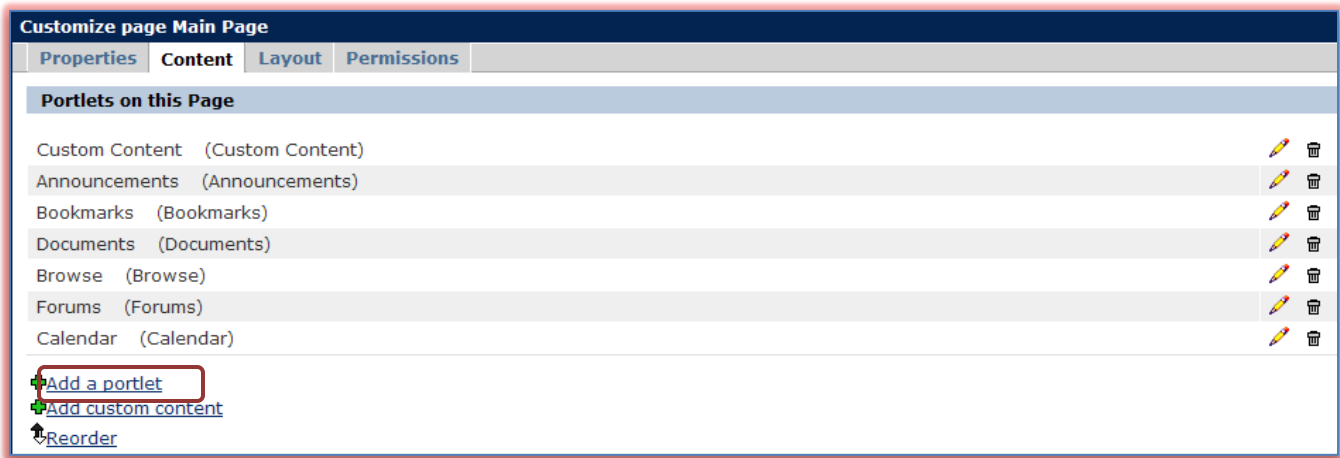 Customize page Main Page
Properties Content Layout Permissions
Portlets on this Page
Custom Content (Custom Content)
Announcements (Announcements)
Bookmarks (Bookmarks)
Documents (Documents)
Browse (Browse)
Forums (Forums)
Calendar (Calendar)
Add a portlet
Add custom content
Reorder